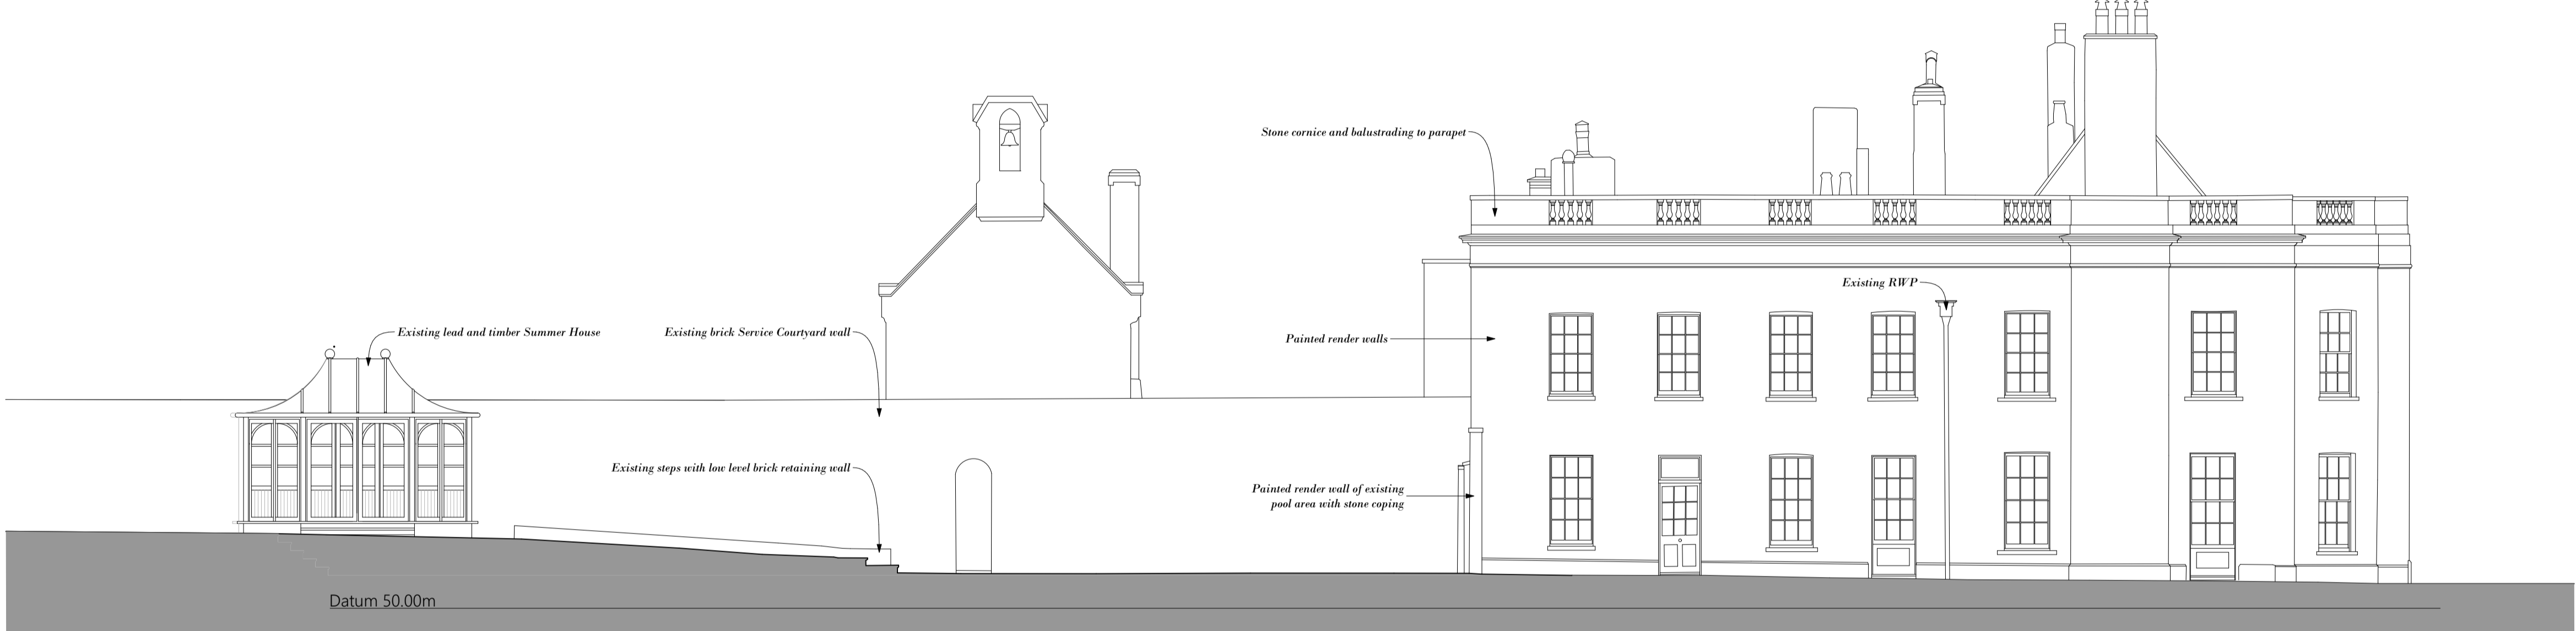 Stone cornice and balustrading to parapet
Existing RWP
Existing lead and timber Summer House
Existing brick Service Courtyard wall
Painted render walls
Existing steps with low level brick retaining wall
Painted render wall of existing
pool area with stone coping
Datum 50.00m